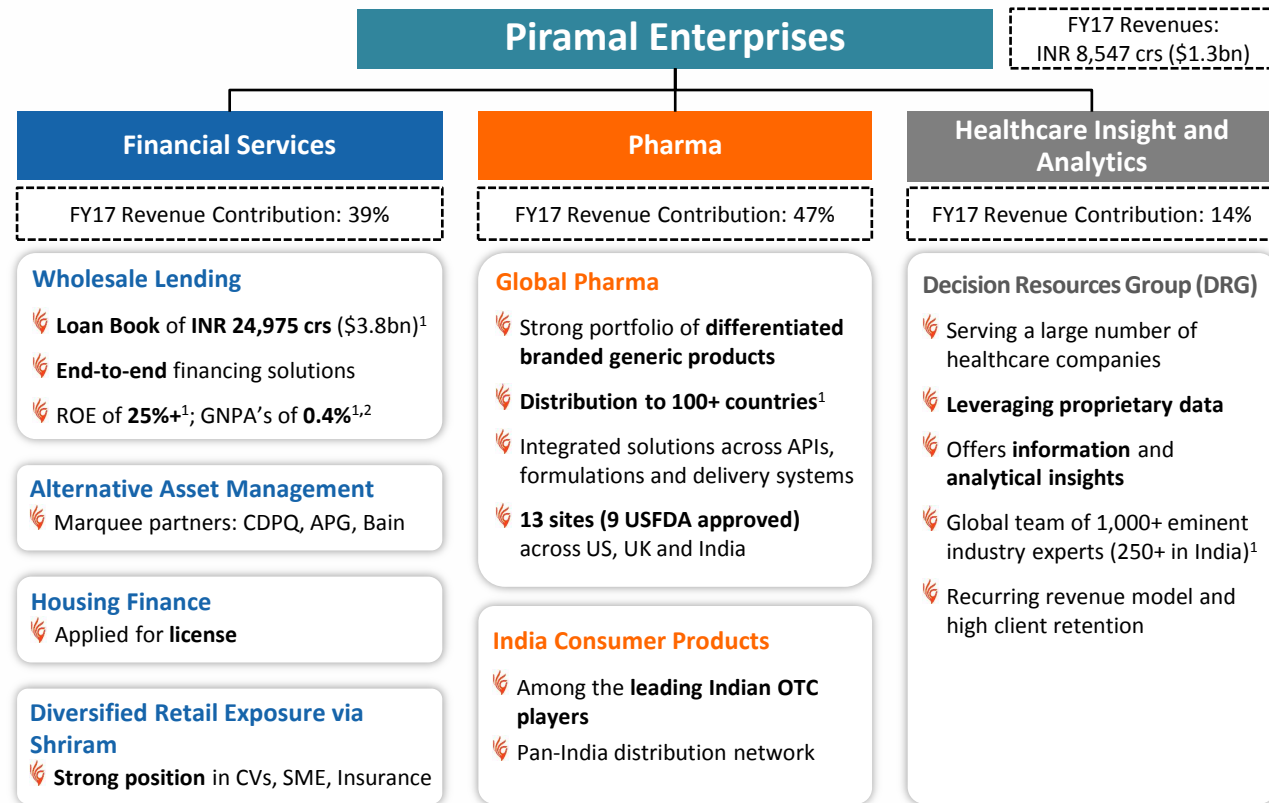 Piramal Enterprises
FY17 Revenues:
INR 8,547 crs ($1.3bn)
Financial Services
FY17 Revenue Contribution: 39%
Wholesale Lending
Loan Book of INR 24,975 crs ($3.8bn)1
End-to-end financing solutions
ROE of 25%+1; GNPA's of 0.4%1,2
Alternative Asset Management
Marquee partners: CDPQ, APG, Bain
Housing Finance
Applied for license
Diversified Retail Exposure via
Shriram
Strong position in CVs, SME, Insurance
Pharma
FY17 Revenue Contribution: 47%
Global Pharma
Strong portfolio of differentiated
branded generic products
Distribution to 100+ countries1
Integrated solutions across APIs,
formulations and delivery systems
13 sites (9 USFDA approved)
across US, UK and India
India Consumer Products
Among the leading Indian OTC
players
Pan-India distribution network
Healthcare Insight and
Analytics
FY17 Revenue Contribution: 14%
Decision Resources Group (DRG)
Serving a large number of
healthcare companies
Leveraging proprietary data
Offers information and
analytical insights
Global team of 1,000+ eminent
industry experts (250+ in India)1
Recurring revenue model and
high client retention